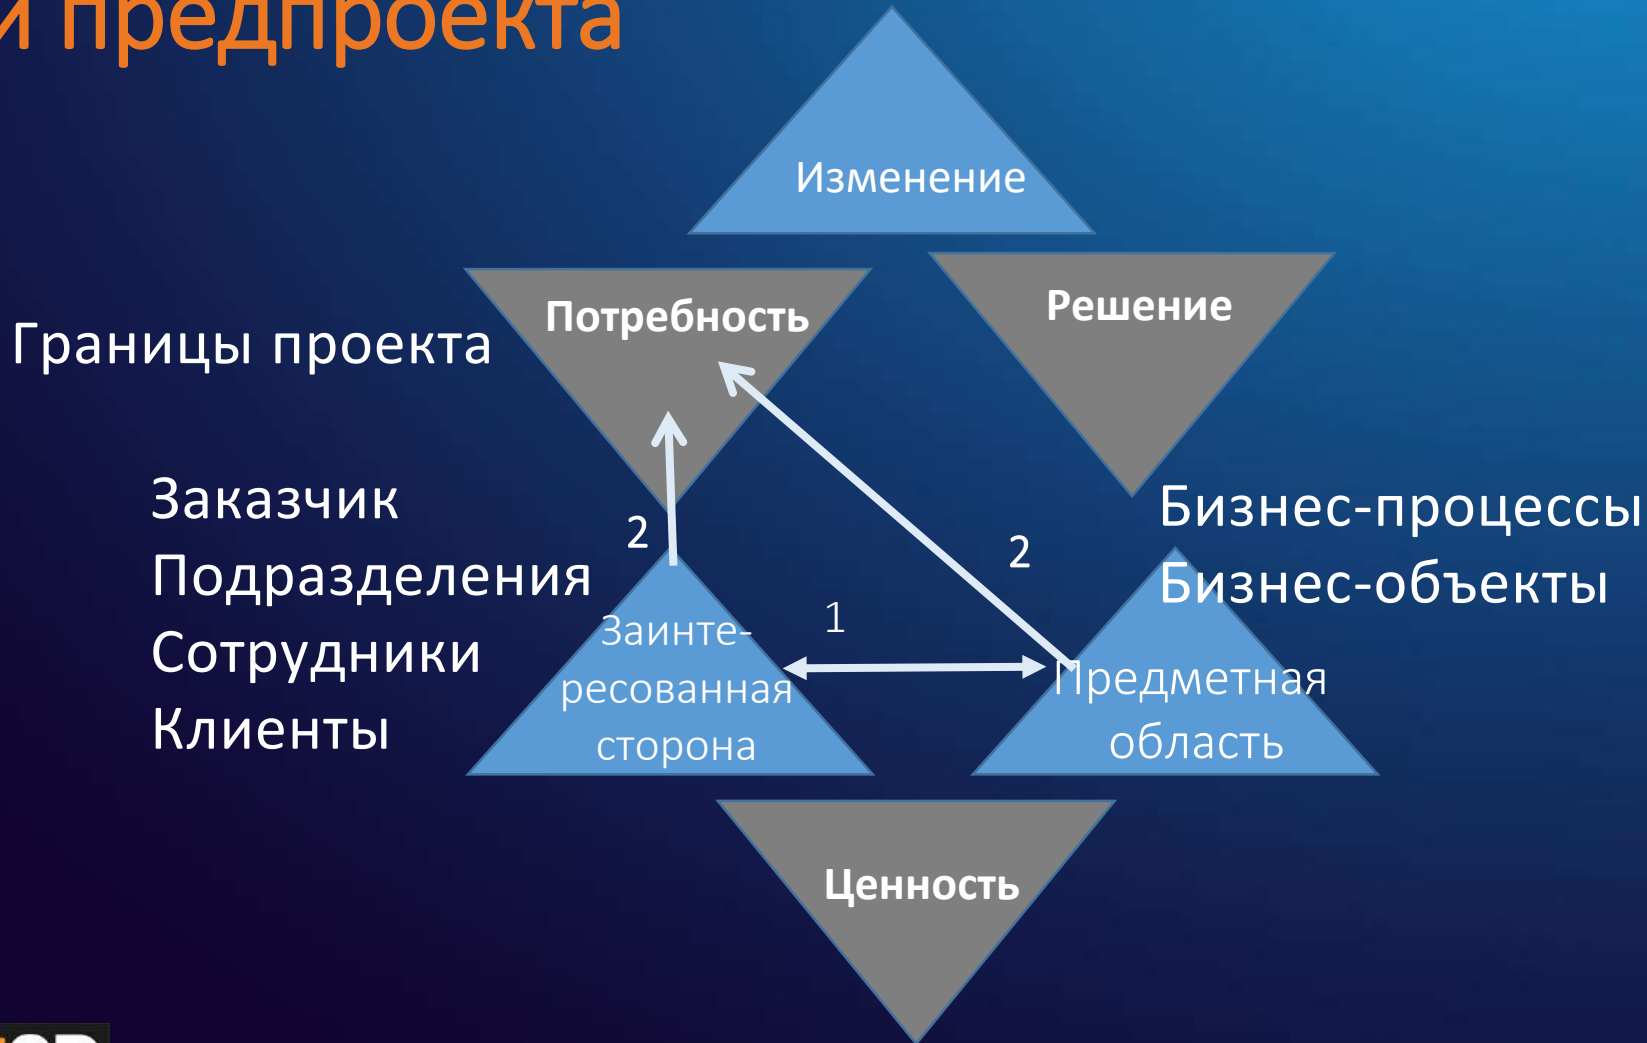 и предпроекта
Изменение
Потребность
Решение
Границы проекта
Заказчик
Подразделения
Сотрудники
Клиенты
2
2
1
Бизнес-процессы
Бизнес-объекты
Заинте-
ресованная
сторона
Предметная
область
Ценность